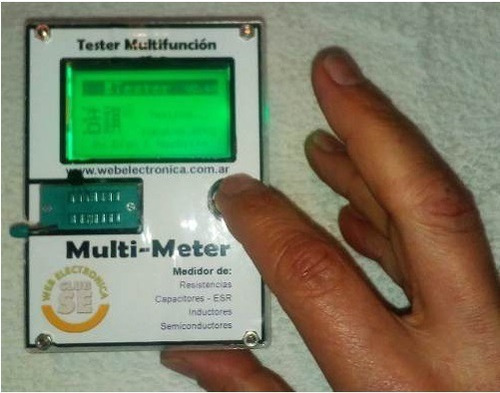 Tester Multifunción
www.webelectronica.com.ar
Multi-Meter
WEB ELECTRONICA
CLUB
SE
Medidor de:
Resistencias
Capacitores - ESR
Inductores
Semiconductores